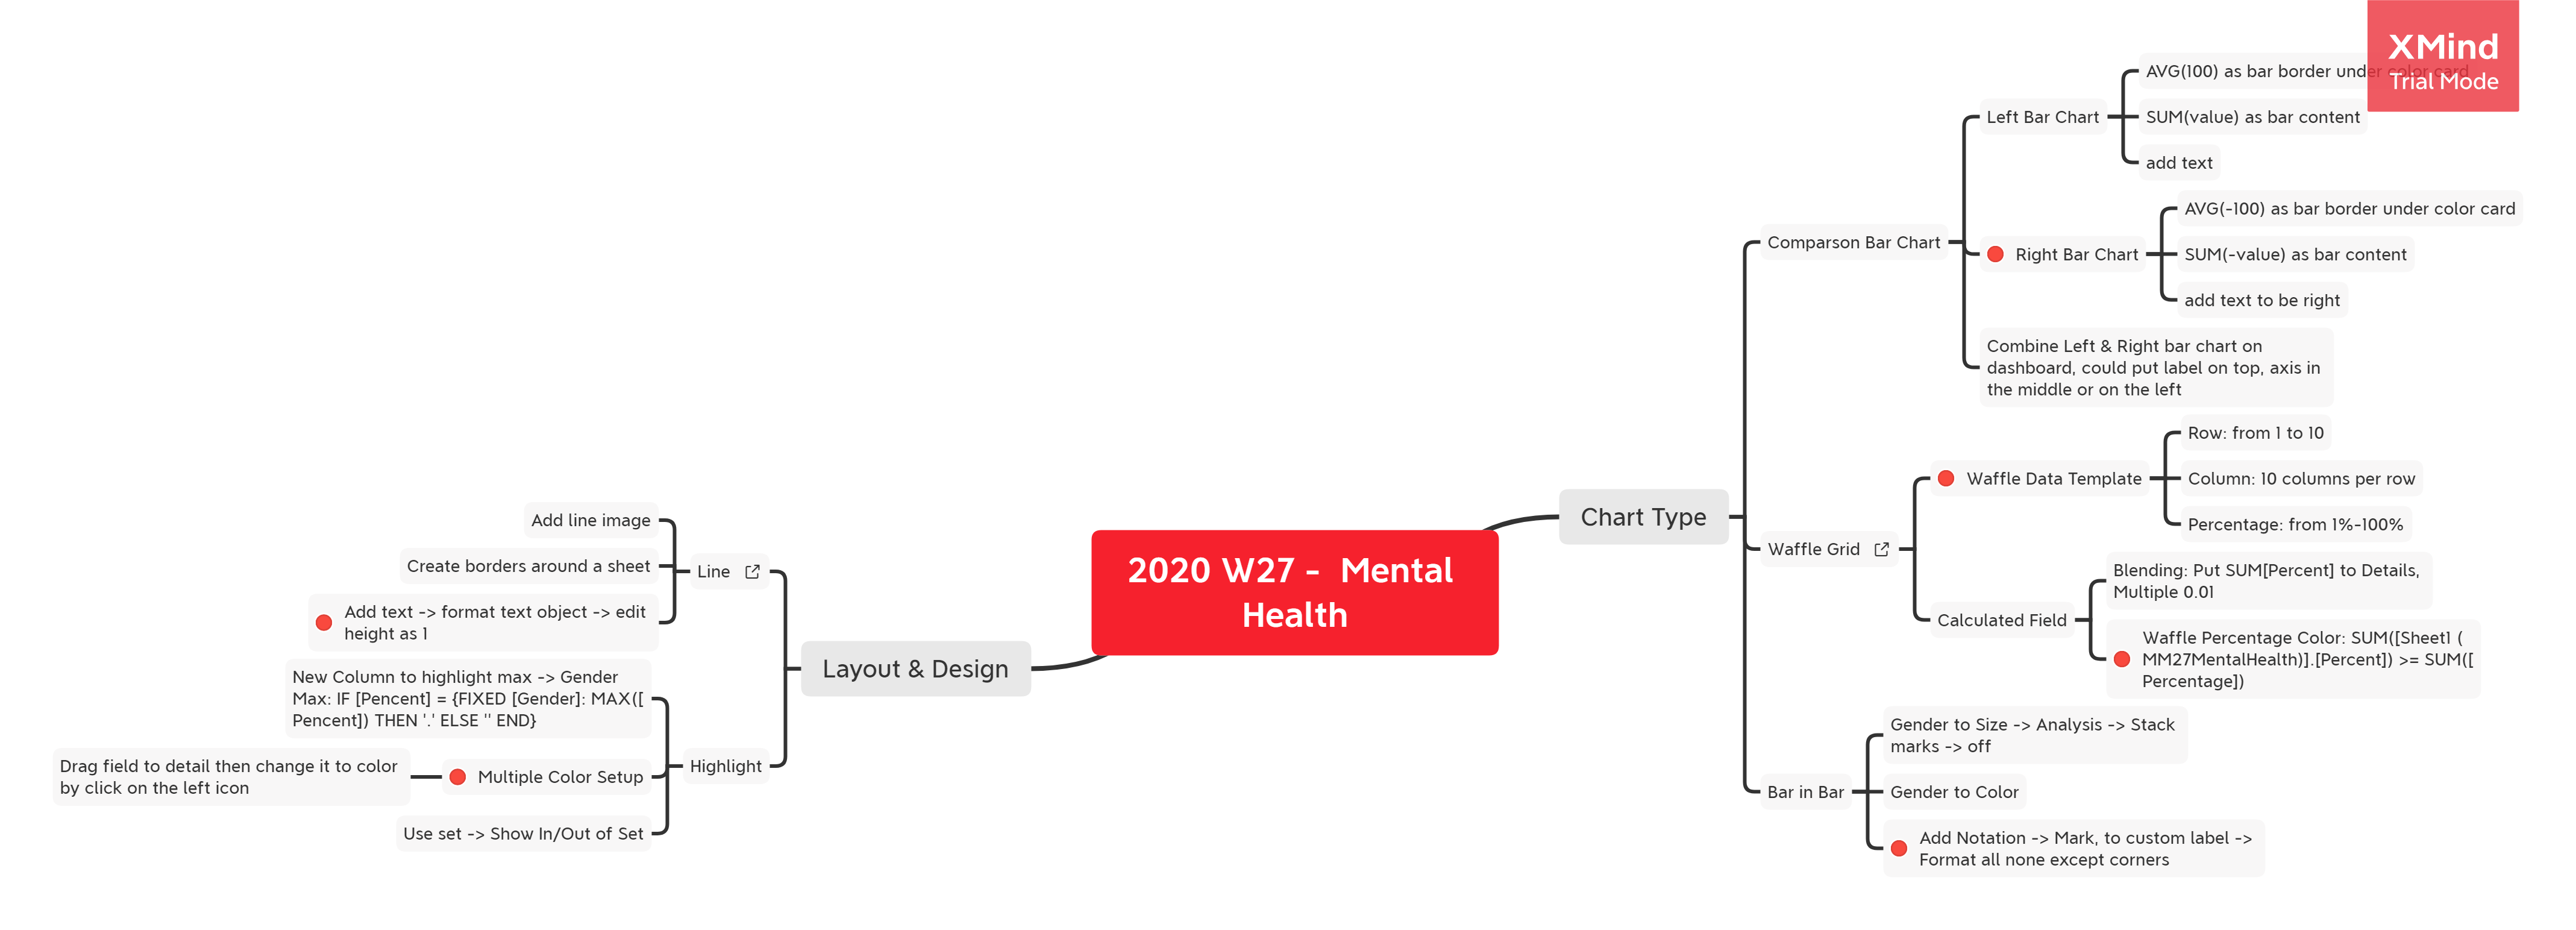 XMind
Trial Mode
AVG(100) as bar border under color card
Left Bar Chart
SUM(value) as bar content
add text
AVG(-100) as bar border under color card
Comparson Bar Chart
Right Bar Chart
SUM(-value) as bar content
add text to be right
Combine Left & Right bar chart on
dashboard, could put label on top, axis in
the middle or on the left
Row: from 1 to 10
Waffle Data Template
Column: 10 columns per row
Percentage: from 1%-100%
Chart Type
Waffle Grid
Blending: Put SUM[Percent] to Details,
Multiple 0.01
Calculated Field
Waffle Percentage Color: SUM([Sheet1 (
MM27MentalHealth)].[Percent]) >= SUM([
Percentage])
Gender to Size -> Analysis -> Stack
marks -> off
Bar in Bar
Gender to Color
Add Notation -> Mark, to custom label ->
Format all none except corners
2020 W27 -  Mental
Health
Layout & Design
Line
Add line image
Create borders around a sheet
Add text -> format text object -> edit
height as 1
Highlight
New Column to highlight max -> Gender
Max: IF [Pencent] = {FIXED [Gender]: MAX([
Pencent]) THEN '.' ELSE '' END}
Multiple Color Setup
Drag field to detail then change it to color
by click on the left icon
Use set -> Show In/Out of Set